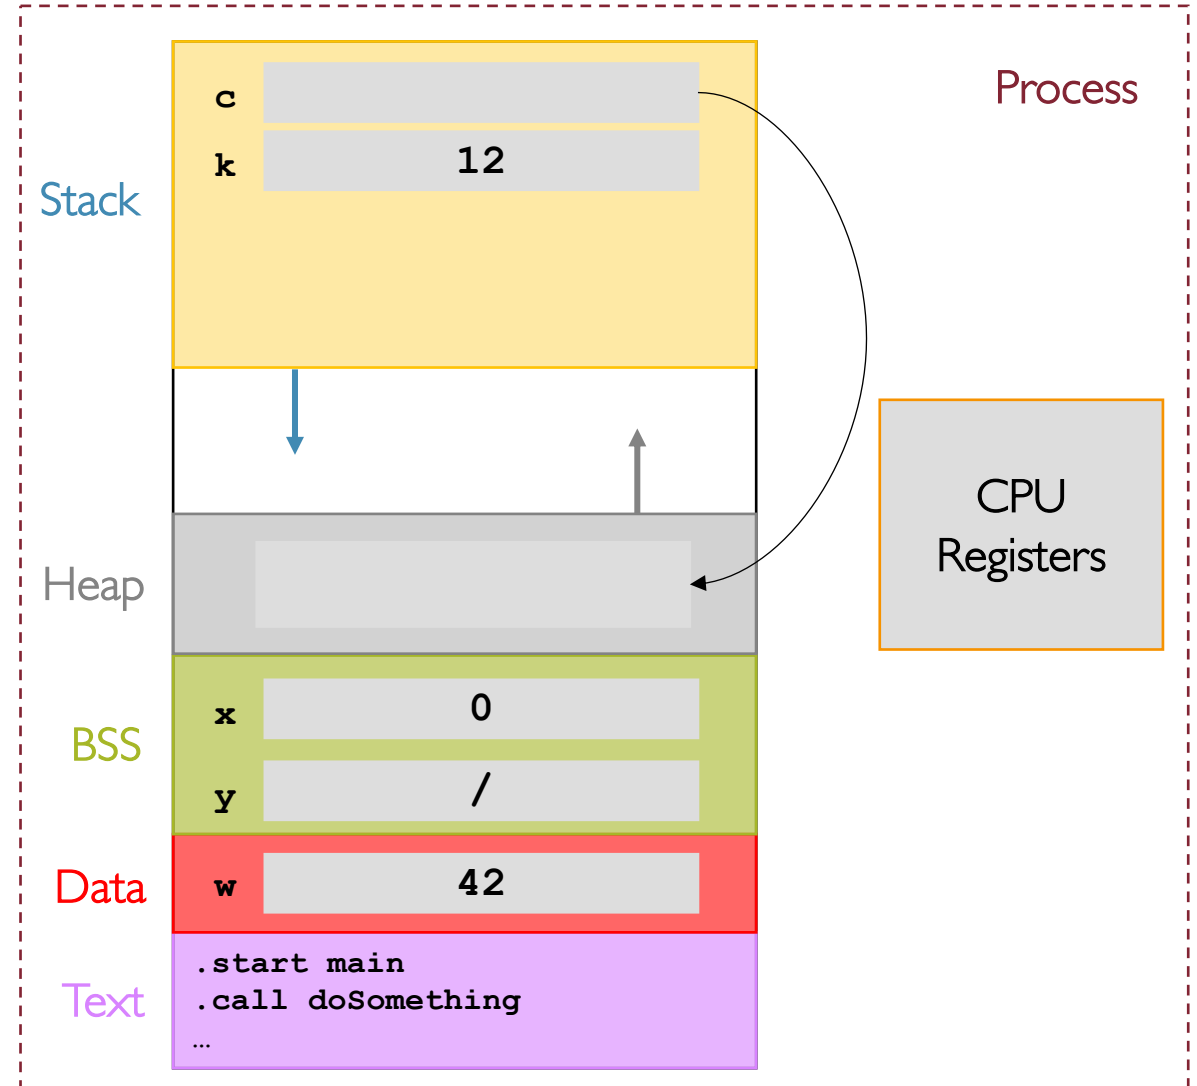 Process
c
k 12
Stack
CPU
Registers
Heap
x 0
BSS
y /
Data w 42
.start main
.call doSomething
Text
…